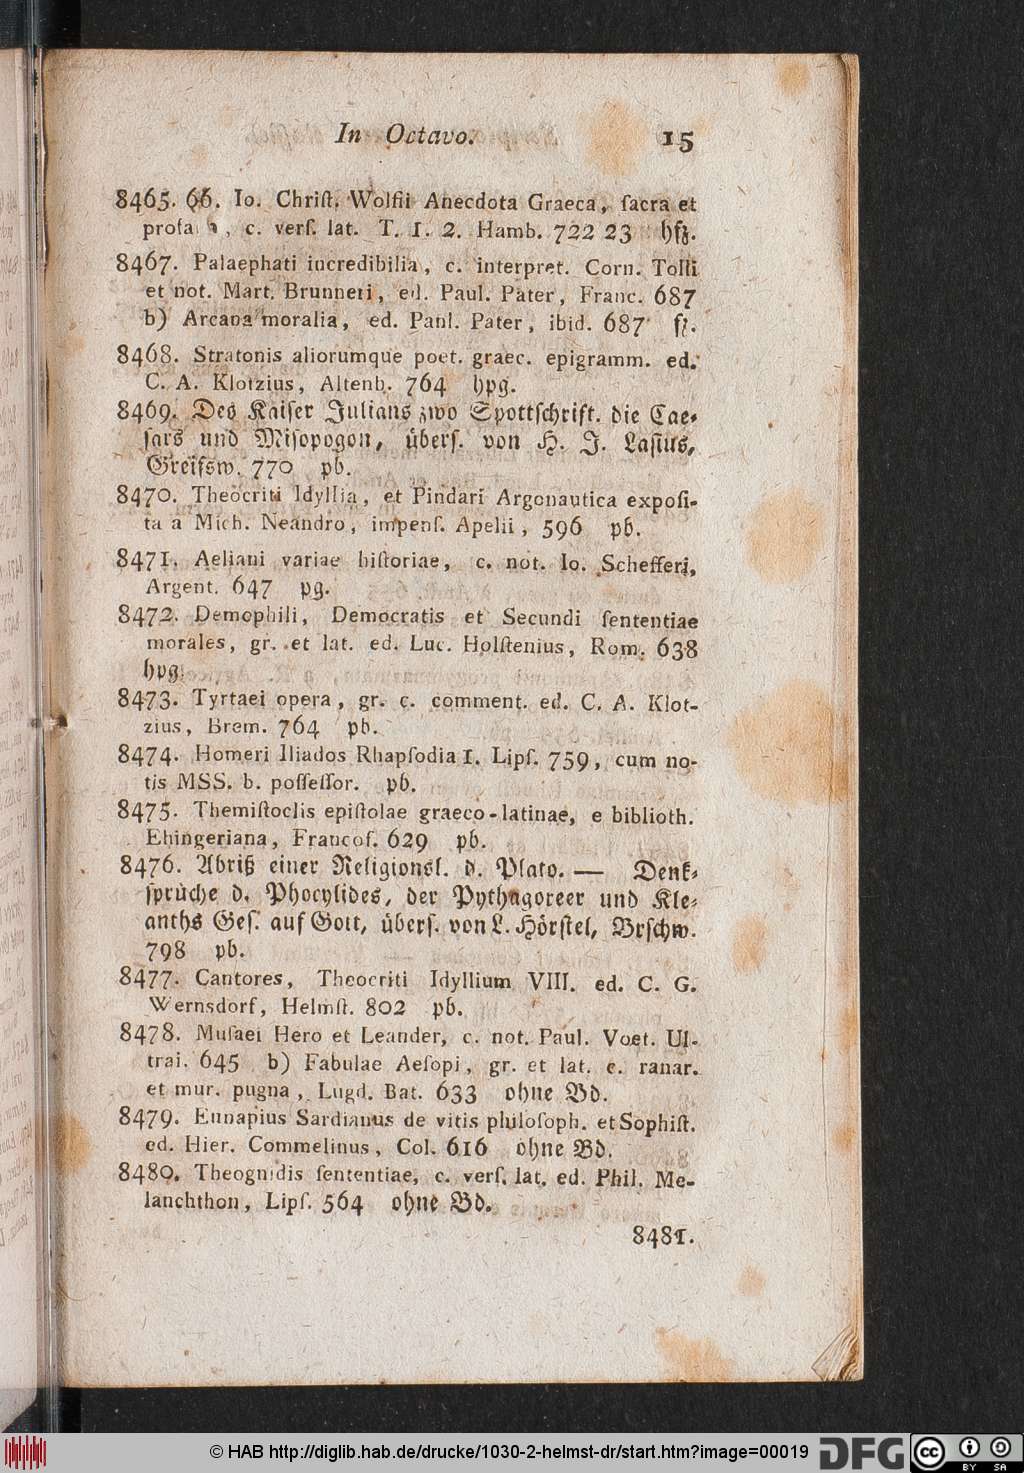 In Octavo. 15
8465. 66. Io. Chriſt. Wolfii Anecdota Graeca, ſacra et
profa a, c. verſ. lat. T. 1. 2. Hamb. 722 23 hfz.
8467. Palaephati incredibilia, c. interpret. Corn. Tolli
et not. Mart. Brunneri, ed. Paul. Pater, Franc. 687
b) Arcana moralia, ed. Paul. Pater, ibid. 687 fz.
8468. Stratonis aliorumque poet. graec. epigramm. ed.
C. A. Klotzius, Altenb. 764 hpg.
8469. Des Kaiſer Julians zwo Spottſchrift. die Cae-
ſars und Miſopogon, überſ. von H. J. Laſius,
Greifsw. 770 pb.
8470. Theocriti Idyllia, et Pindari Argonautica expoſi-
ta a Mich. Neandro, impenſ. Apelii, 596 pb.
8471. Aeliani variae hiſtoriae, c. not. Io. Schefferi,
Argent. 647 pg.
8472. Demophili, Democratis et Secundi ſententiae
morales, gr. et lat. ed. Luc. Holſtenius, Rom. 638
hpg.
8473. Tyrtaei opera, gr. c. comment. ed. C. A. Klot-
zius, Brem. 764 pb.
8474. Homeri Iliados Rhapſodia 1. Lipſ. 759, cum no-
tis MSS. b. poſſeſſor. pb.
8475. Themiſtoclis epiſtolae graeco-latinae, e biblioth.
Ehingeriana, Francof. 629 pb.
8476. Abriß einer Religionsl. d. Plato. — Denk-
ſprüche d. Phocylides, der Pythagoreer und Kle-
anths Geſ. auf Gott, überſ. von L. Hörſtel, Brſchw.
798 pb.
8477. Cantores, Theocriti Idyllium VIII. ed. C. G.
Wernsdorf, Helmſt. 802 pb.
8478. Muſaei Hero et Leander, c. not. Paul. Voet. Ul-
trai. 645 b) Fabulae Aeſopi, gr. et lat. c. ranar.
et mur. pugna, Lugd. Bat. 633 ohne Bd.
8479. Eunapius Sardianus de vitis philoſoph. et Sophiſt.
ed. Hier. Commelinus, Col. 616 ohne Bd.
8480. Theognidis ſententiae, c. verſ. lat. ed. Phil. Me-
lanchthon, Lipſ. 564 ohne Bd.
8481.
© HAB http://diglib.hab.de/drucke/1030-2-helmst-dr/start.htm?image=00019 DFG cc BY SA